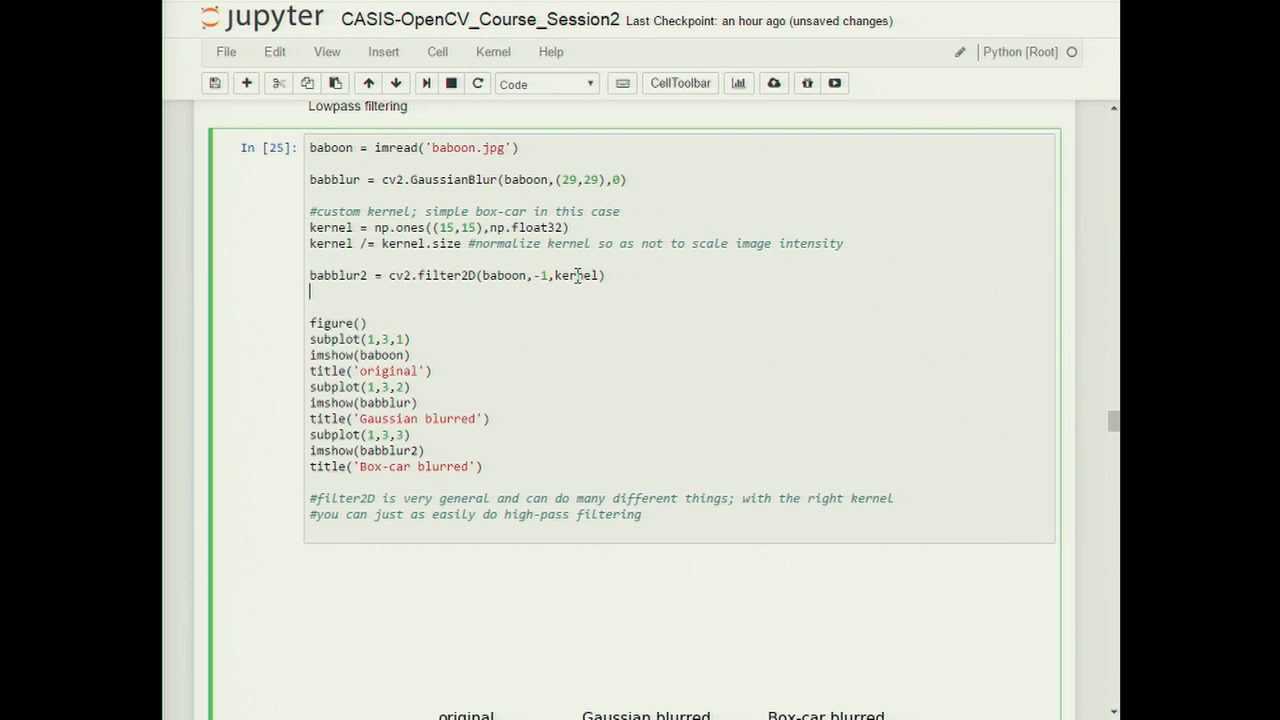 jupyter CASIS-OpenCV_Course_Session2 Last Checkpoint: an hour ago (unsaved changes)
File Edit View Insert Cell Kernel Help Python [Root]
Code CellToolbar
Lowpass filtering
In [25]: baboon = imread('baboon.jpg')
babblur = cv2.GaussianBlur(baboon,(29,29),0)
#custom kernel; simple box-car in this case
kernel = np.ones((15,15),np.float32)
kernel /= kernel.size #normalize kernel so as not to scale image intensity
babblur2 = cv2.filter2D(baboon,-1,kernel)
figure()
subplot(1,3,1)
imshow(baboon)
title('original')
subplot(1,3,2)
imshow(babblur)
title('Gaussian blurred')
subplot(1,3,3)
imshow(babblur2)
title('Box-car blurred')
#filter2D is very general and can do many different things; with the right kernel
#you can just as easily do high-pass filtering
original Gaussian blurred Box-car blurred